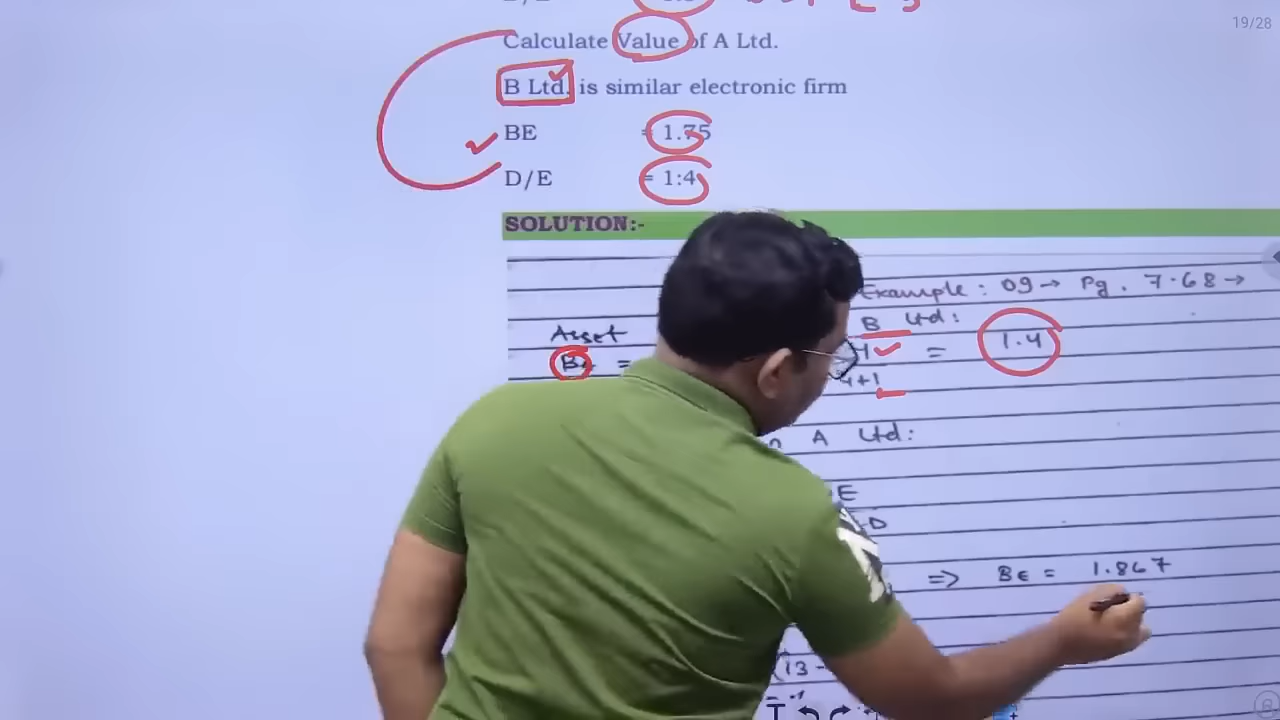 19/28
Calculate Value of A Ltd.
B Ltd. is similar electronic firm
BE = 1.75
D/E = 1:4
SOLUTION:-
Example: 09→ Pg. 7.68→
B Ltd:
Asset
= 1.4
4+1
A Ltd:
E
D
=> BE = 1.867
(13 -